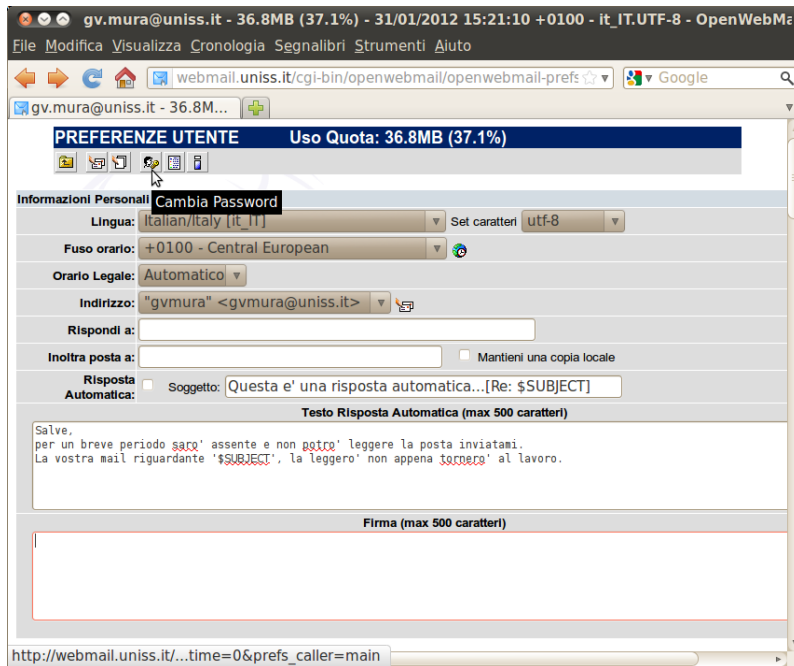 gv.mura@uniss.it - 36.8MB (37.1%) - 31/01/2012 15:21:10 +0100 - it_IT.UTF-8 - OpenWebMa
File Modifica Visualizza Cronologia Segnalibri Strumenti Aiuto
webmail.uniss.it/cgi-bin/openwebmail/openwebmail-prefs Google
gv.mura@uniss.it - 36.8M...
PREFERENZE UTENTE Uso Quota: 36.8MB (37.1%)
Informazioni Personali Cambia Password
Lingua: Italian/Italy [it_IT] Set caratteri utf-8
Fuso orario: +0100 - Central European
Orario Legale: Automatico
Indirizzo: "gvmura" <gvmura@uniss.it>
Rispondi a:
Inoltra posta a: Mantieni una copia locale
Risposta Automatica: Soggetto: Questa e' una risposta automatica...[Re: $SUBJECT]
Testo Risposta Automatica (max 500 caratteri)
Salve,
per un breve periodo saro' assente e non potro' leggere la posta inviatami.
La vostra mail riguardante '$SUBJECT', la leggero' non appena tornero' al lavoro.
Firma (max 500 caratteri)
http://webmail.uniss.it/...time=0&prefs_caller=main